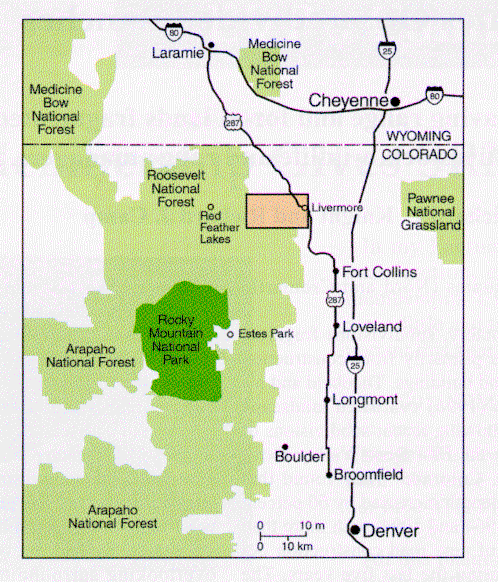 80
Laramie
Medicine
Bow
National
Forest
25
Medicine
Bow
National
Forest
Cheyenne
80
287
WYOMING
COLORADO
Roosevelt
National
Forest
Red
Feather
Lakes
Livermore
Pawnee
National
Grassland
Fort Collins
287
Rocky
Mountain
National
Park
Estes Park
Loveland
Arapaho
National Forest
25
Longmont
Boulder
Broomfield
Arapaho
National Forest
0 10 m
0 10 km
Denver